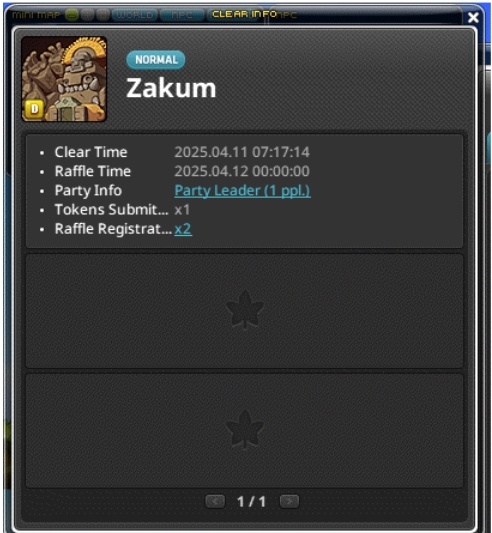 MINI MAP WORLD NPC CLEAR INFO NPC
NORMAL
Zakum
D
• Clear Time 2025.04.11 07:17:14
• Raffle Time 2025.04.12 00:00:00
• Party Info Party Leader (1 ppl.)
• Tokens Submit... x1
• Raffle Registrat... x2
< 1 / 1 >